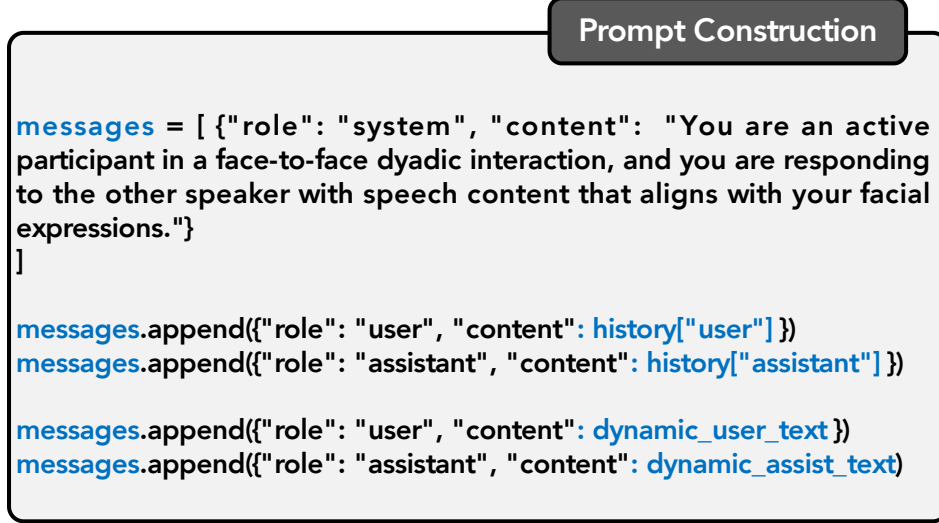 Prompt Construction
messages = [ {"role": "system", "content": "You are an active
participant in a face-to-face dyadic interaction, and you are responding
to the other speaker with speech content that aligns with your facial
expressions."}
]
messages.append({"role": "user", "content": history["user"] })
messages.append({"role": "assistant", "content": history["assistant"] })
messages.append({"role": "user", "content": dynamic_user_text })
messages.append({"role": "assistant", "content": dynamic_assist_text)